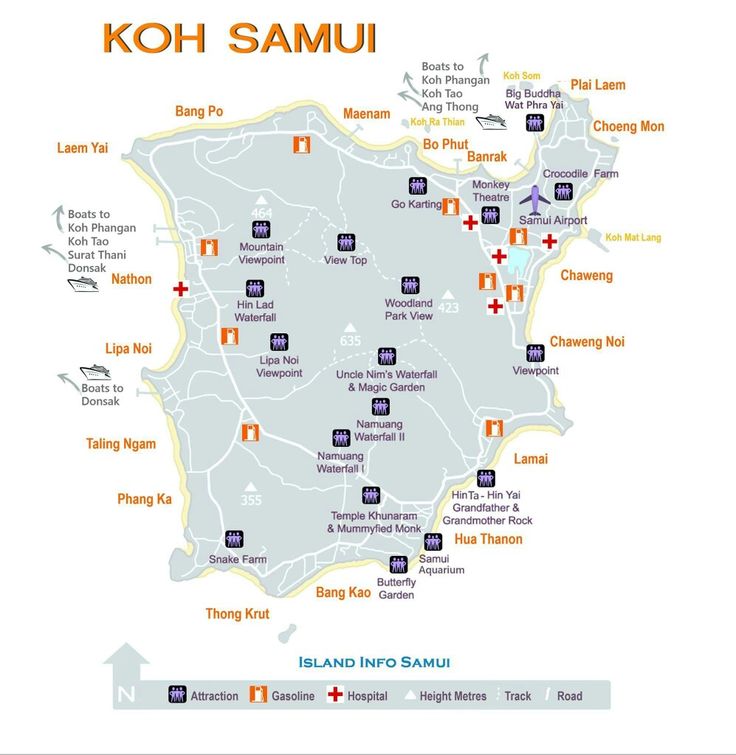 KOH SAMUI
Boats to
Koh Phangan
Koh Tao
Ang Thong
Koh Som
Big Buddha
Wat Phra Yai
Plai Laem
Bang Po
Maenam
Koh Ra Thian
Choeng Mon
Bo Phut
Banrak
Laem Yai
Crocodile Farm
Monkey
Theatre
Go Karting
Samui Airport
464
Boats to
Koh Phangan
Koh Tao
Surat Thani
Donsak
Nathon
Mountain
Viewpoint
View Top
Koh Mat Lang
Chaweng
Hin Lad
Waterfall
Woodland
Park View
423
635
Lipa Noi
Lipa Noi
Viewpoint
Chaweng Noi
Viewpoint
Uncle Nim's Waterfall
& Magic Garden
Boats to
Donsak
Namuang
Waterfall II
Taling Ngam
Namuang
Waterfall I
Lamai
Phang Ka
355
HinTa - Hin Yai
Grandfather &
Grandmother Rock
Temple Khunaram
& Mummyfied Monk
Hua Thanon
Snake Farm
Samui
Aquarium
Butterfly
Garden
Bang Kao
Thong Krut
ISLAND INFO SAMUI
N
Attraction
Gasoline
Hospital
Height Metres
Track
Road